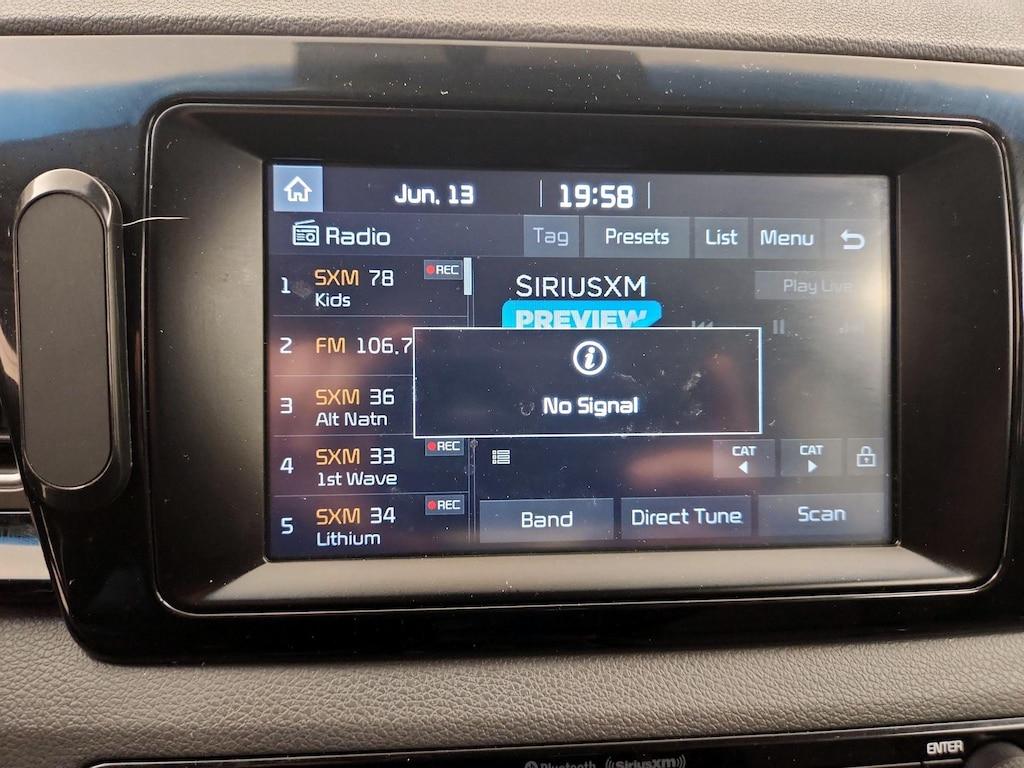 Jun. 13 19:58
Radio Tag Presets List Menu
1 SXM 78 REC
Kids
SIRIUSXM
PREVIEW
Play Live
2 FM 106.7
3 SXM 36
Alt Natn
i
No Signal
4 SXM 33 REC
1st Wave
CAT CAT
5 SXM 34 REC
Lithium
Band Direct Tune Scan
ENTER
Bluetooth ((SiriusXM))